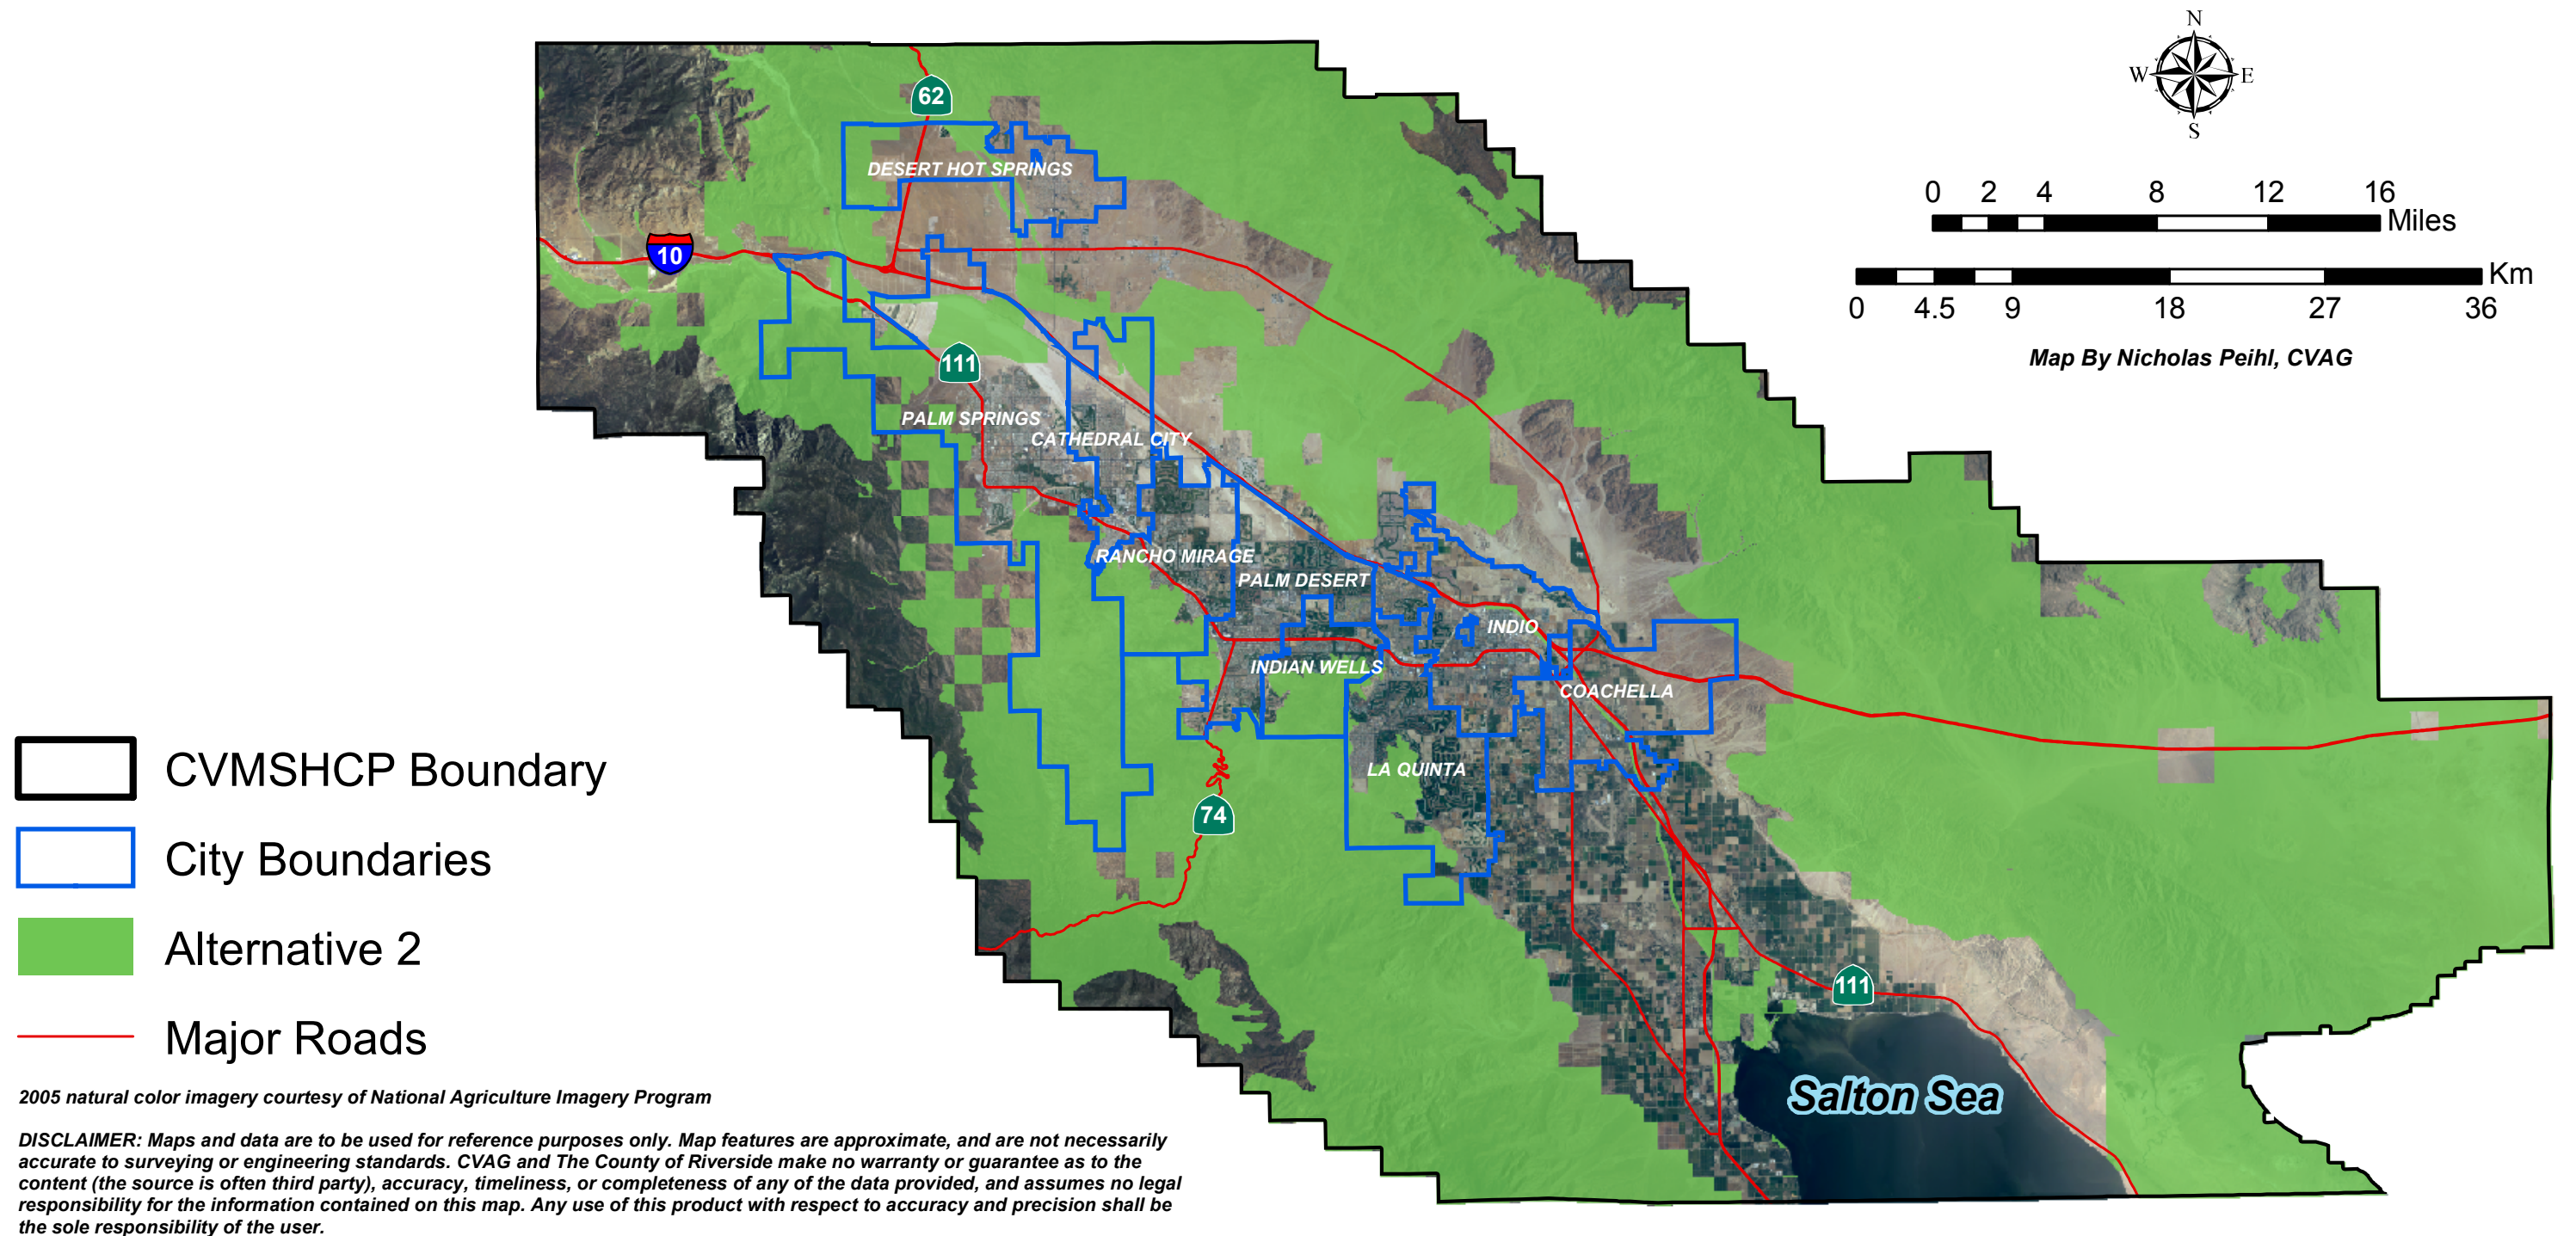 N
W E
S
0 2 4 8 12 16
Miles
Km
0 4.5 9 18 27 36
Map By Nicholas Peihl, CVAG
62
DESERT HOT SPRINGS
10
111
PALM SPRINGS
CATHEDRAL CITY
RANCHO MIRAGE
PALM DESERT
INDIO
INDIAN WELLS
COACHELLA
LA QUINTA
74
111
Salton Sea
CVMSHCP Boundary
City Boundaries
Alternative 2
Major Roads
2005 natural color imagery courtesy of National Agriculture Imagery Program
DISCLAIMER: Maps and data are to be used for reference purposes only. Map features are approximate, and are not necessarily
accurate to surveying or engineering standards. CVAG and The County of Riverside make no warranty or guarantee as to the
content (the source is often third party), accuracy, timeliness, or completeness of any of the data provided, and assumes no legal
responsibility for the information contained on this map. Any use of this product with respect to accuracy and precision shall be
the sole responsibility of the user.